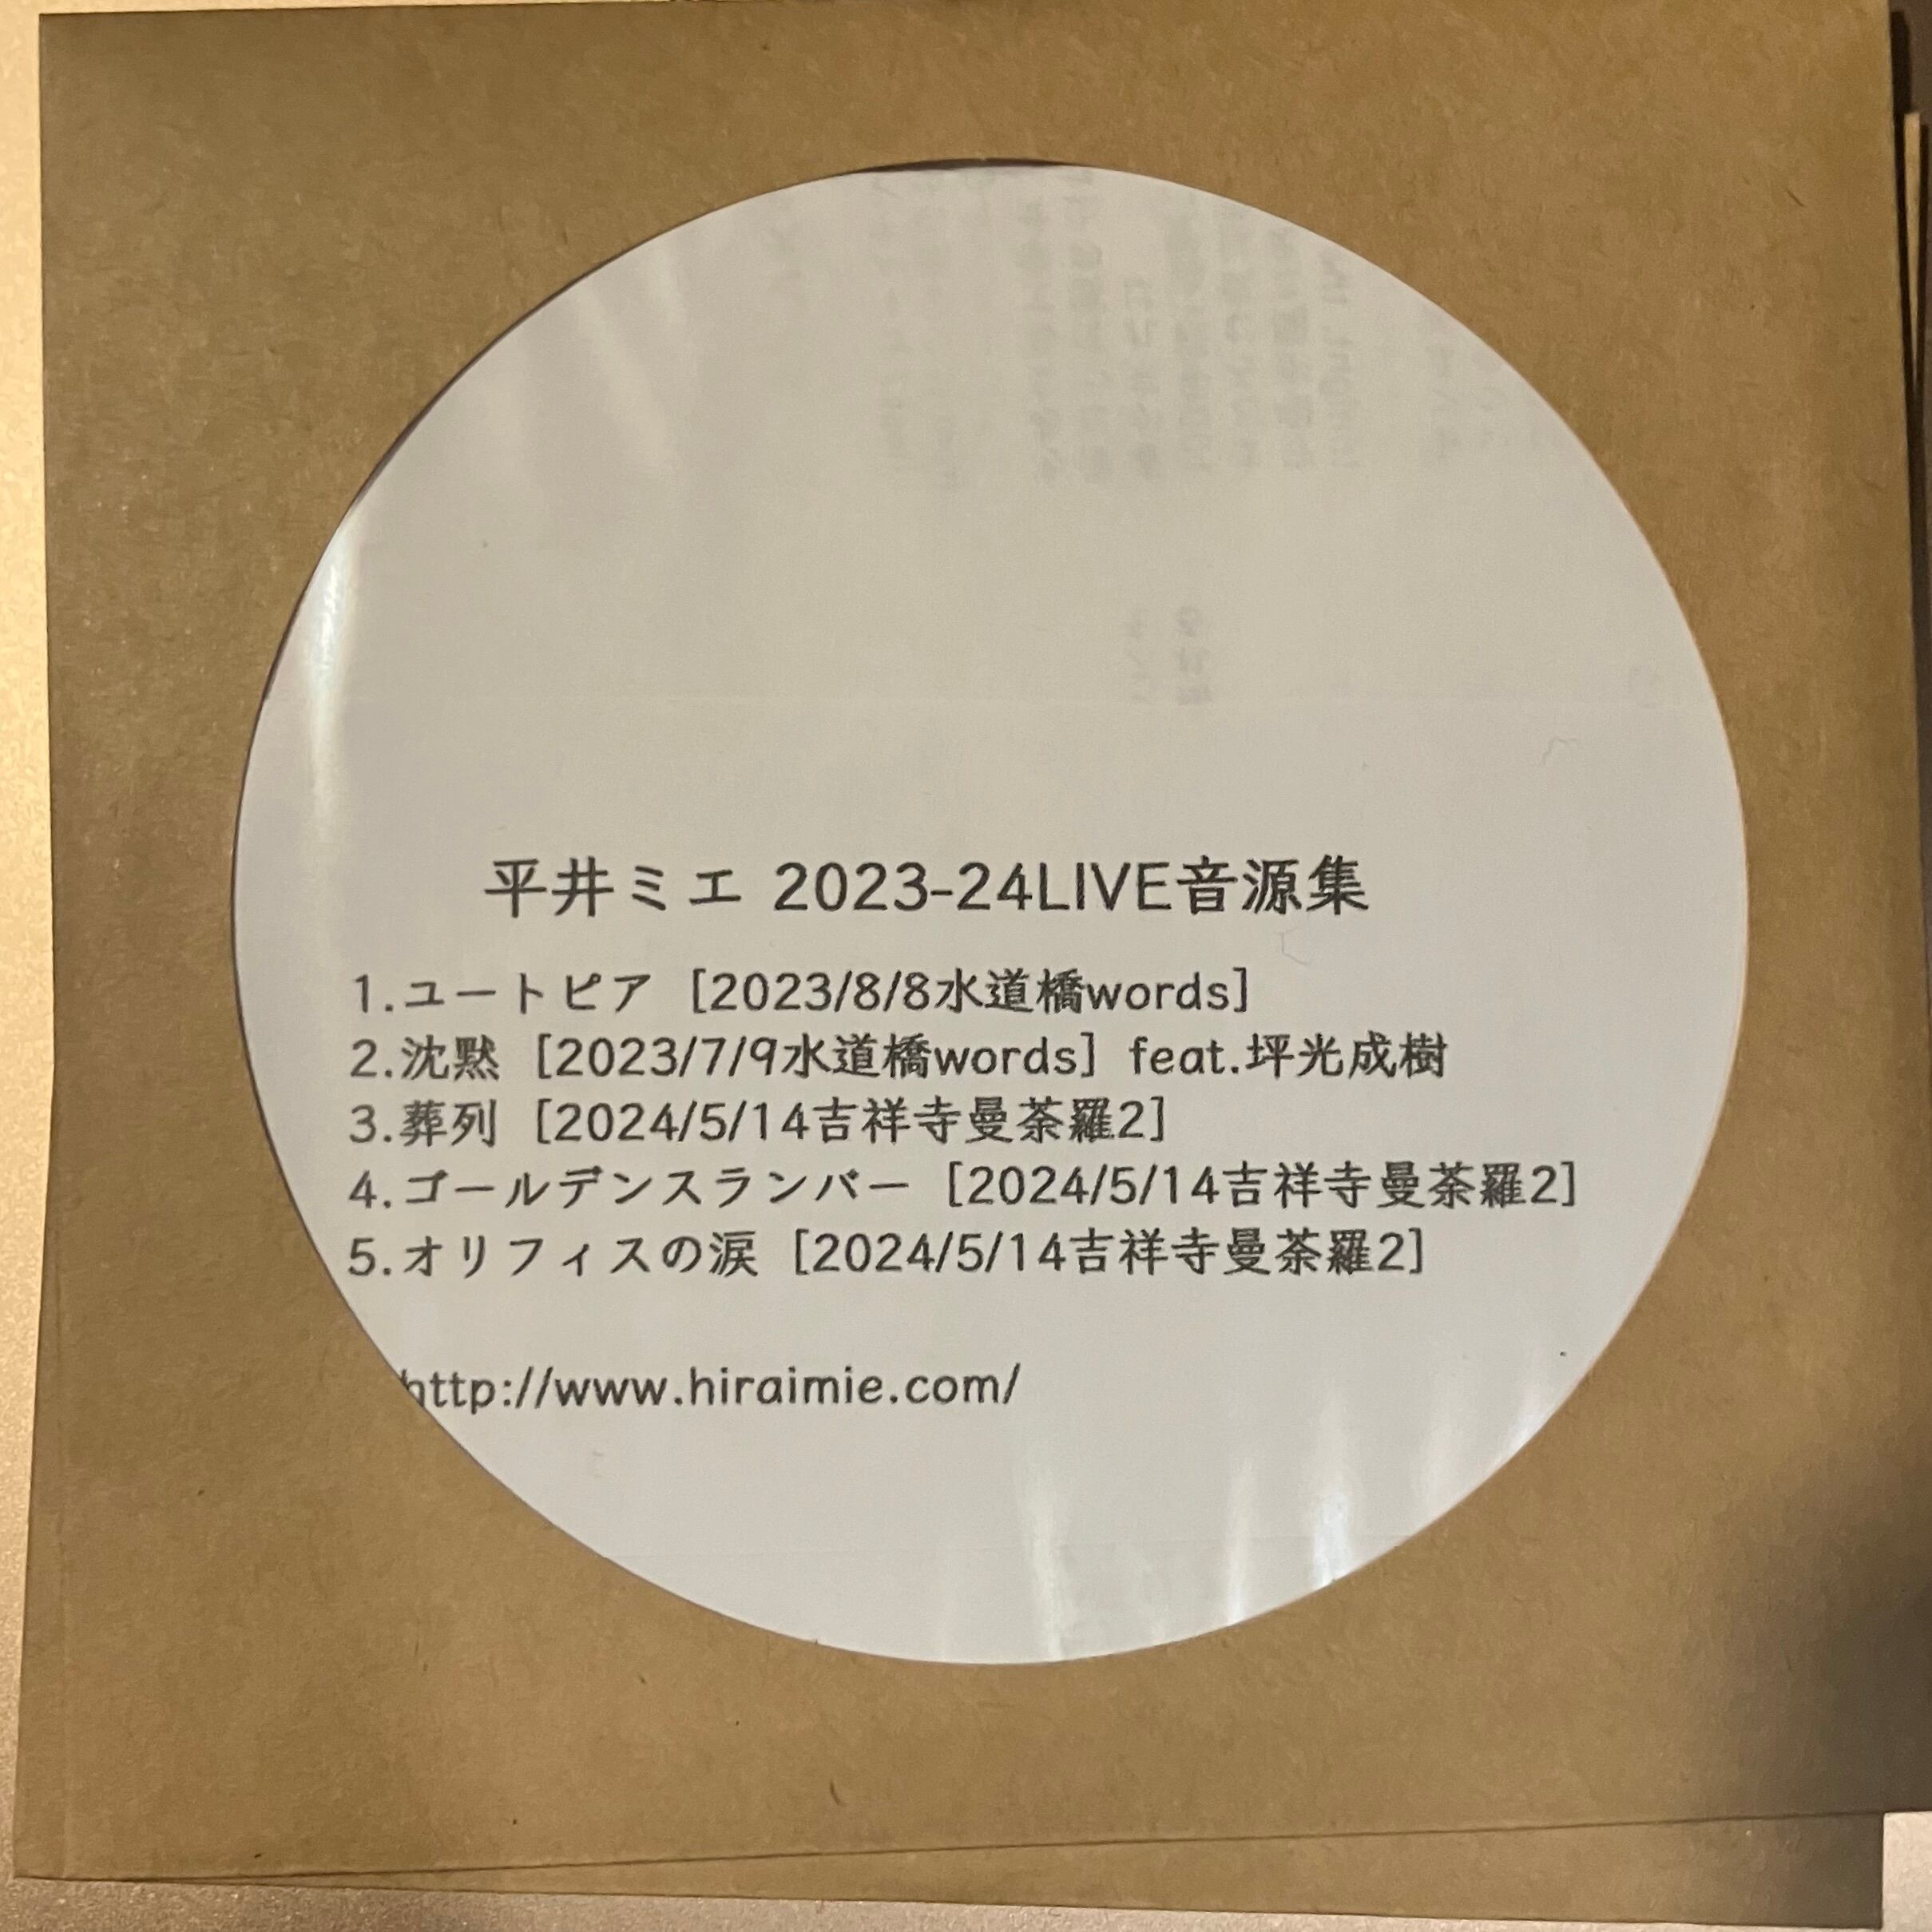 平井ミエ 2023-24LIVE音源集
1.ユートピア［2023/8/8水道橋words］
2.沈黙［2023/7/9水道橋words］feat.坪光成樹
3.葬列［2024/5/14吉祥寺曼荼羅2］
4.ゴールデンスランバー［2024/5/14吉祥寺曼荼羅2］
5.オリフィスの涙［2024/5/14吉祥寺曼荼羅2］
http://www.hiraimie.com/